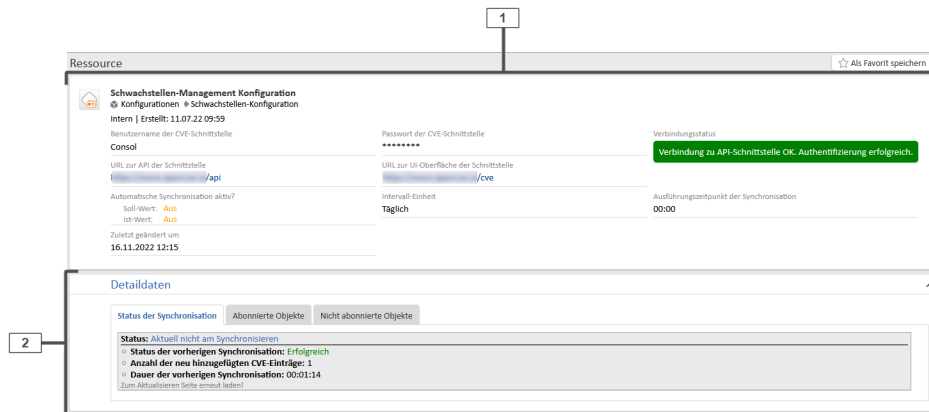 1
Ressource
Als Favorit speichern
Schwachstellen-Management Konfiguration
Konfigurationen Schwachstellen-Konfiguration
Intern | Erstellt: 11.07.22 09:59
Benutzername der CVE-Schnittstelle
Consol
Passwort der CVE-Schnittstelle
********
Verbindungsstatus
Verbindung zu API-Schnittstelle OK. Authentifizierung erfolgreich.
URL zur API der Schnittstelle
/api
URL zur UI-Oberfläche der Schnittstelle
/cve
Automatische Synchronisation aktiv?
Soll-Wert: Aus
Ist-Wert: Aus
Intervall-Einheit
Täglich
Ausführungszeitpunkt der Synchronisation
00:00
Zuletzt geändert um
16.11.2022 12:15
2
Detaildaten
Status der Synchronisation Abonnierte Objekte Nicht abonnierte Objekte
Status: Aktuell nicht am Synchronisieren
Status der vorherigen Synchronisation: Erfolgreich
Anzahl der neu hinzugefügten CVE-Einträge: 1
Dauer der vorherigen Synchronisation: 00:01:14
Zum Aktualisieren Seite erneut laden!